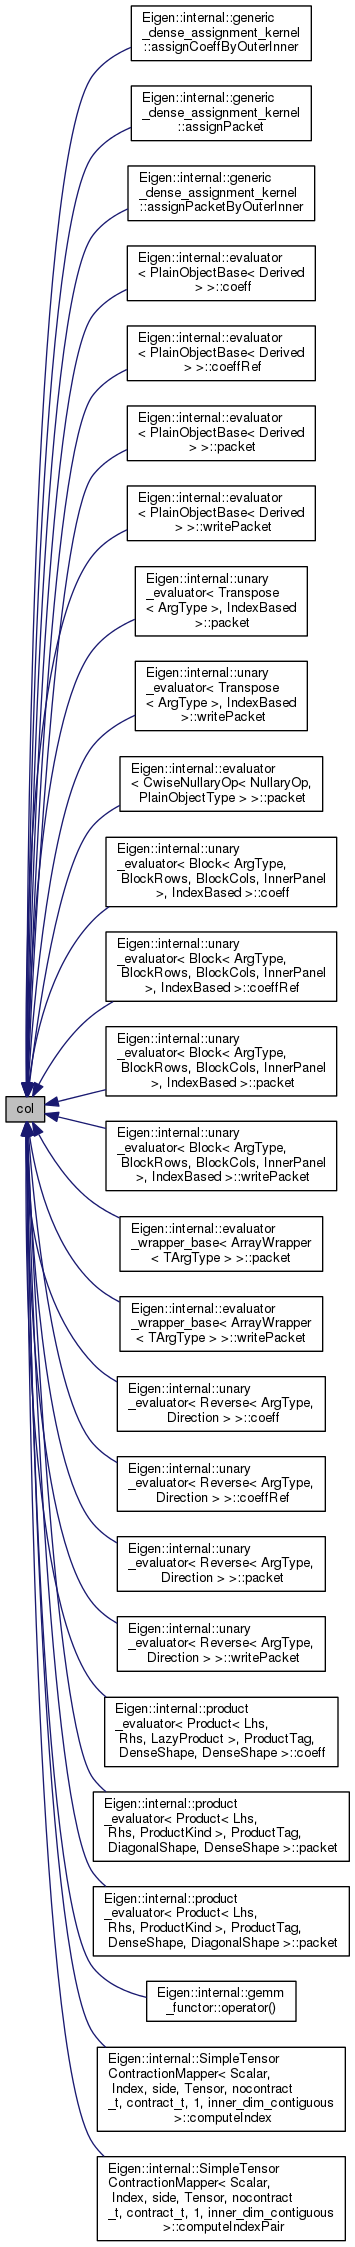 Eigen::internal::generic
_dense_assignment_kernel
::assignCoeffByOuterInner
Eigen::internal::generic
_dense_assignment_kernel
::assignPacket
Eigen::internal::generic
_dense_assignment_kernel
::assignPacketByOuterInner
Eigen::internal::evaluator
< PlainObjectBase< Derived
> >::coeff
Eigen::internal::evaluator
< PlainObjectBase< Derived
> >::coeffRef
Eigen::internal::evaluator
< PlainObjectBase< Derived
> >::packet
Eigen::internal::evaluator
< PlainObjectBase< Derived
> >::writePacket
Eigen::internal::unary
_evaluator< Transpose
< ArgType >, IndexBased
>::packet
Eigen::internal::unary
_evaluator< Transpose
< ArgType >, IndexBased
>::writePacket
Eigen::internal::evaluator
< CwiseNullaryOp< NullaryOp,
PlainObjectType > >::packet
Eigen::internal::unary
_evaluator< Block< ArgType,
BlockRows, BlockCols, InnerPanel
>, IndexBased >::coeff
Eigen::internal::unary
_evaluator< Block< ArgType,
BlockRows, BlockCols, InnerPanel
>, IndexBased >::coeffRef
Eigen::internal::unary
_evaluator< Block< ArgType,
BlockRows, BlockCols, InnerPanel
>, IndexBased >::packet
col
Eigen::internal::unary
_evaluator< Block< ArgType,
BlockRows, BlockCols, InnerPanel
>, IndexBased >::writePacket
Eigen::internal::evaluator
_wrapper_base< ArrayWrapper
< TArgType > >::packet
Eigen::internal::evaluator
_wrapper_base< ArrayWrapper
< TArgType > >::writePacket
Eigen::internal::unary
_evaluator< Reverse< ArgType,
Direction > >::coeff
Eigen::internal::unary
_evaluator< Reverse< ArgType,
Direction > >::coeffRef
Eigen::internal::unary
_evaluator< Reverse< ArgType,
Direction > >::packet
Eigen::internal::unary
_evaluator< Reverse< ArgType,
Direction > >::writePacket
Eigen::internal::product
_evaluator< Product< Lhs,
Rhs, LazyProduct >, ProductTag,
DenseShape, DenseShape >::coeff
Eigen::internal::product
_evaluator< Product< Lhs,
Rhs, ProductKind >, ProductTag,
DiagonalShape, DenseShape >::packet
Eigen::internal::product
_evaluator< Product< Lhs,
Rhs, ProductKind >, ProductTag,
DenseShape, DiagonalShape >::packet
Eigen::internal::gemm
_functor::operator()
Eigen::internal::SimpleTensor
ContractionMapper< Scalar,
Index, side, Tensor, nocontract
_t, contract_t, 1, inner_dim_contiguous
>::computeIndex
Eigen::internal::SimpleTensor
ContractionMapper< Scalar,
Index, side, Tensor, nocontract
_t, contract_t, 1, inner_dim_contiguous
>::computeIndexPair